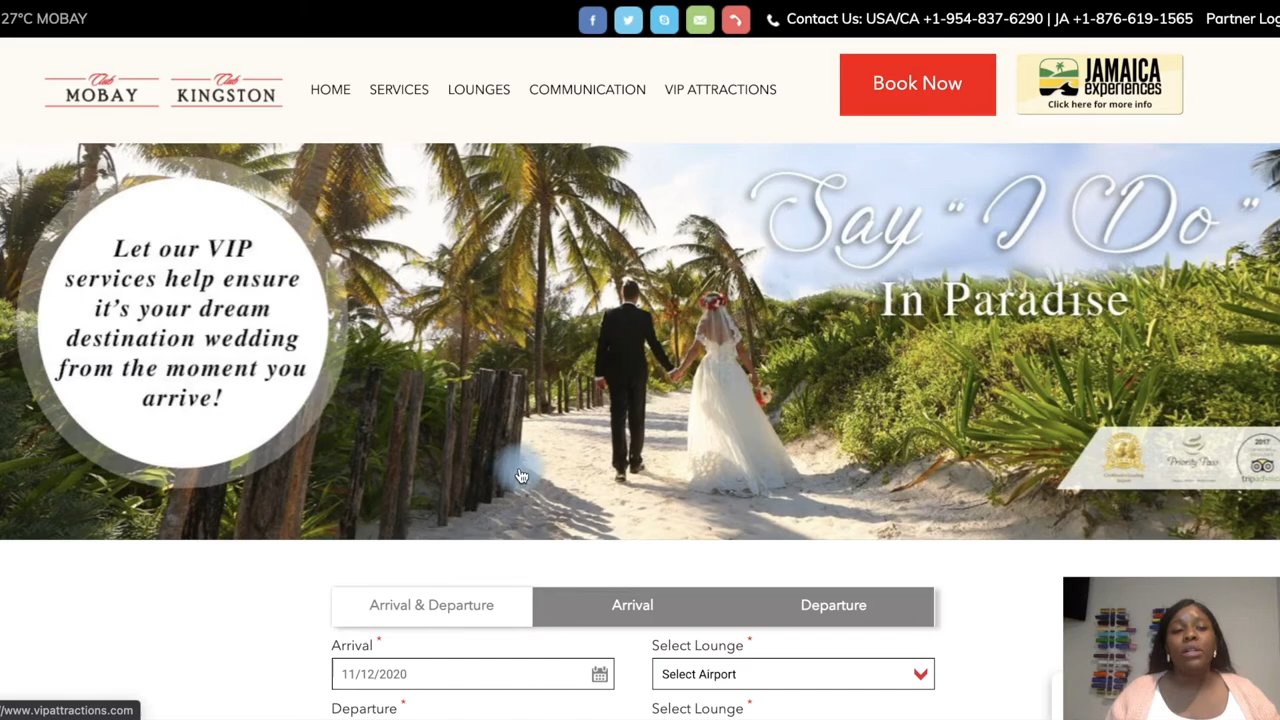 27°C MOBAY
Contact Us: USA/CA +1-954-837-6290 | JA +1-876-619-1565
Partner Log
Club
MOBAY
Club
KINGSTON
HOME
SERVICES
LOUNGES
COMMUNICATION
VIP ATTRACTIONS
Book Now
JAMAICA
experiences
Click here for more info
Let our VIP
services help ensure
it's your dream
destination wedding
from the moment you
arrive!
Say "I Do"
In Paradise
Priority Pass
2017
Arrival & Departure
Arrival
Departure
Arrival *
Select Lounge *
11/12/2020
Select Airport
Departure *
Select Lounge *
/www.vipattractions.com